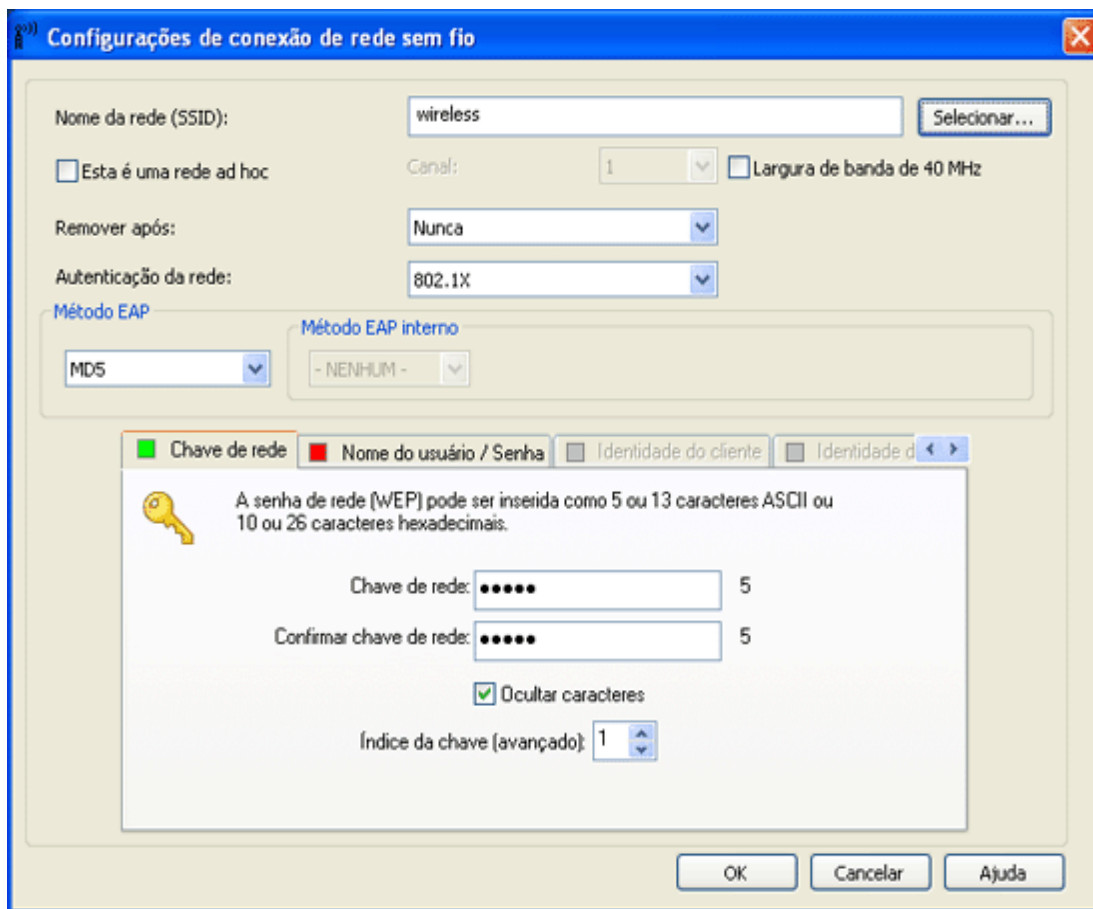 Configurações de conexão de rede sem fio
Nome da rede (SSID): wireless Selecionar...
Esta é uma rede ad hoc Canal: 1 Largura de banda de 40 MHz
Remover após: Nunca
Autenticação da rede: 802.1X
Método EAP
Método EAP interno
MD5 - NENHUM -
Chave de rede Nome do usuário / Senha Identidade do cliente Identidade d
A senha de rede (WEP) pode ser inserida como 5 ou 13 caracteres ASCII ou
10 ou 26 caracteres hexadecimais.
Chave de rede: ●●●●● 5
Confirmar chave de rede: ●●●●● 5
Ocultar caracteres
Índice da chave (avançado): 1
OK Cancelar Ajuda